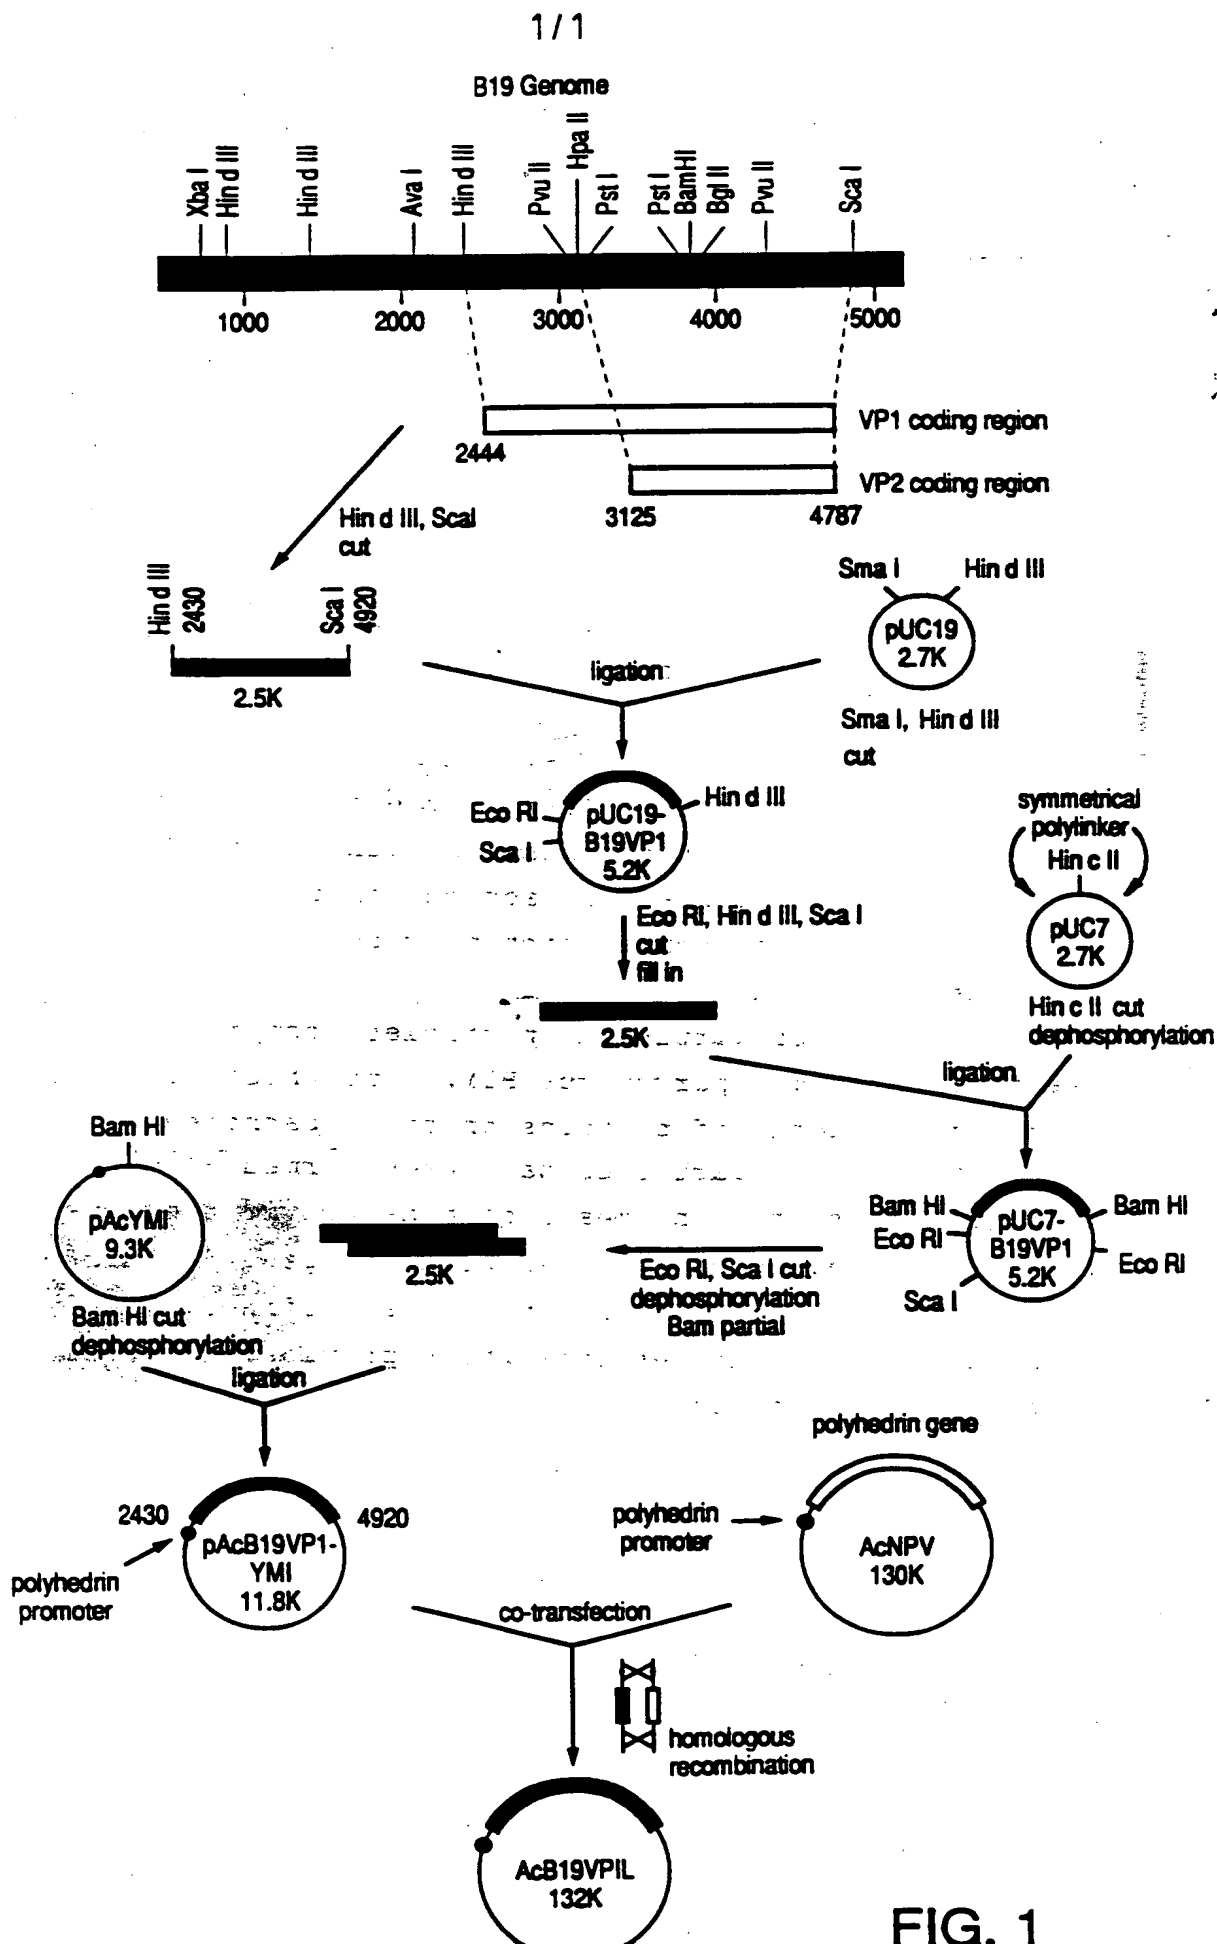 1/1
B19 Genome
Xba I
Hin d III
Hin d III
Ava I
Hin d III
Pvu II
Hpa II
Pst I
Pst I
BamHI
Bgl II
Pvu II
Sca I
1000
2000
3000
4000
5000
VP1 coding region
2444
VP2 coding region
3125
4787
Hin d III, ScaI
cut
Hin d III
2430
Sca I
4920
2.5K
Sma I
Hin d III
pUC19
2.7K
Sma I, Hin d III
cut
ligation
Eco RI
Sca I
Hin d III
pUC19-
B19VP1
5.2K
symmetrical
polylinker
Hin c II
pUC7
2.7K
Hin c II cut
dephosphorylation
Eco RI, Hin d III, Sca I
cut
fill in
2.5K
ligation
Bam HI
pAcYMI
9.3K
Bam HI cut
dephosphorylation
2.5K
Eco RI, Sca I cut
dephosphorylation
Bam partial
Bam HI
Eco RI
Sca I
pUC7-
B19VP1
5.2K
Bam HI
Eco RI
ligation
2430
4920
pAcB19VP1-
YMI
11.8K
polyhedrin
promoter
polyhedrin gene
polyhedrin
promoter
AcNPV
130K
co-transfection
homologous
recombination
AcB19VPIL
132K
FIG. 1